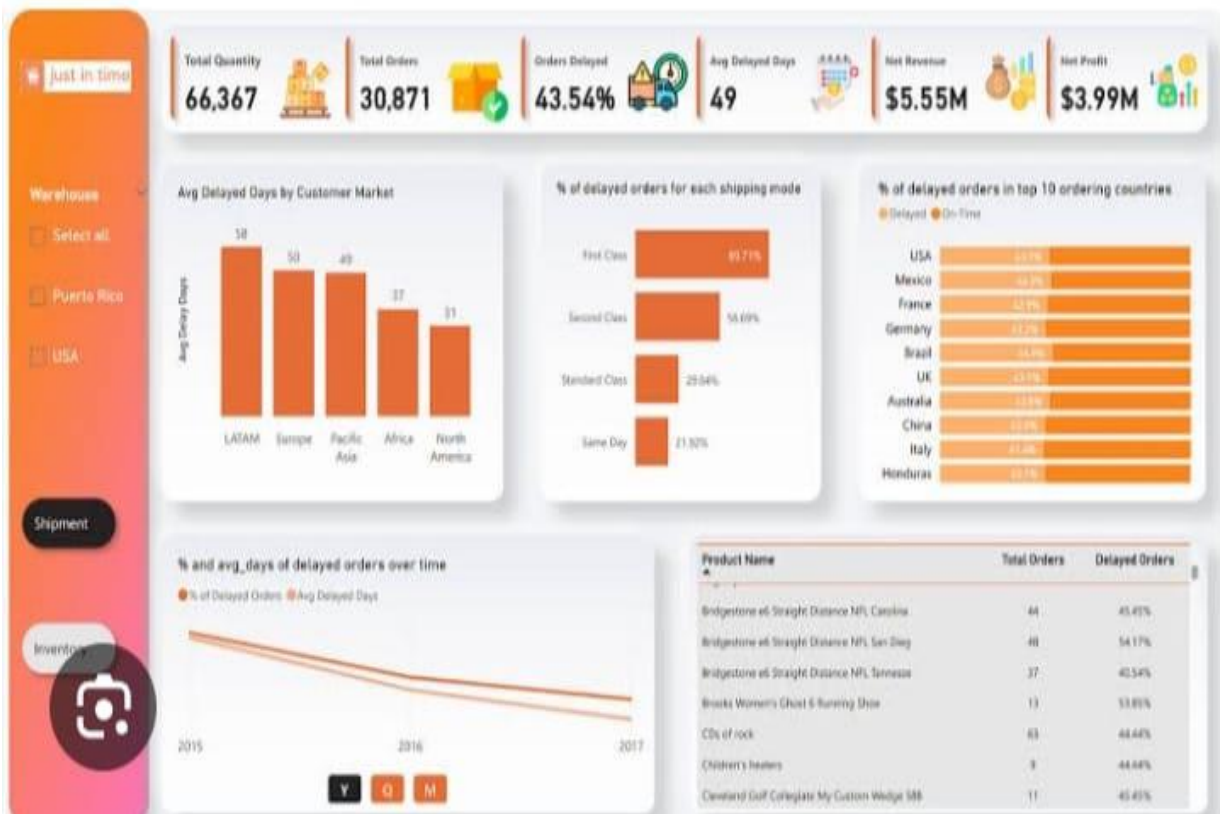 just in time
Total Quantity
66,367
Total Orders
30,871
Orders Delayed
43.54%
Avg Delayed Days
49
Net Revenue
$5.55M
Net Profit
$3.99M
Warehouse
Select all
Puerto Rico
USA
Shipment
Inventory
Avg Delayed Days by Customer Market
Avg Delay Days
58
50
49
37
31
LATAM
Europe
Pacific
Asia
Africa
North
America
% of delayed orders for each shipping mode
First Class
Second Class
56.69%
Standard Class
Same Day
% of delayed orders in top 10 ordering countries
Delayed
On-Time
USA
Mexico
France
Germany
Brazil
UK
Australia
China
Italy
Honduras
% and avg_days of delayed orders over time
% of Delayed Orders
Avg Delayed Days
2015
2016
2017
Y
Q
M
Product Name
Total Orders
Delayed Orders
Bridgestone e6 Straight Distance NFL Carolina 44 45.45%
Bridgestone e6 Straight Distance NFL San Dieg 48 54.17%
Bridgestone e6 Straight Distance NFL Tennesse 37 40.54%
Brooks Women's Ghost 6 Running Shoe 13 53.85%
CDs of rock 63 44.44%
Children's heaters 9 44.44%
Cleveland Golf Collegiate My Custom Wedge 588 11 45.45%